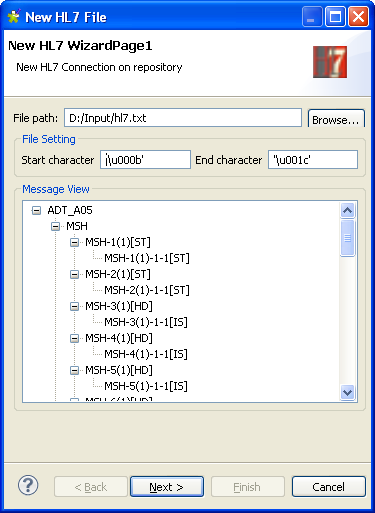 New HL7 File
New HL7 WizardPage1
New HL7 Connection on repository
Hl7
File path: D:/Input/hl7.txt Browse...
File Setting
Start character '\u000b' End character '\u001c'
Message View
ADT_A05
MSH
MSH-1(1)[ST]
MSH-1(1)-1-1[ST]
MSH-2(1)[ST]
MSH-2(1)-1-1[ST]
MSH-3(1)[HD]
MSH-3(1)-1-1[IS]
MSH-4(1)[HD]
MSH-4(1)-1-1[IS]
MSH-5(1)[HD]
MSH-5(1)-1-1[IS]
MSH-6(1)[HD]
? < Back Next > Finish Cancel